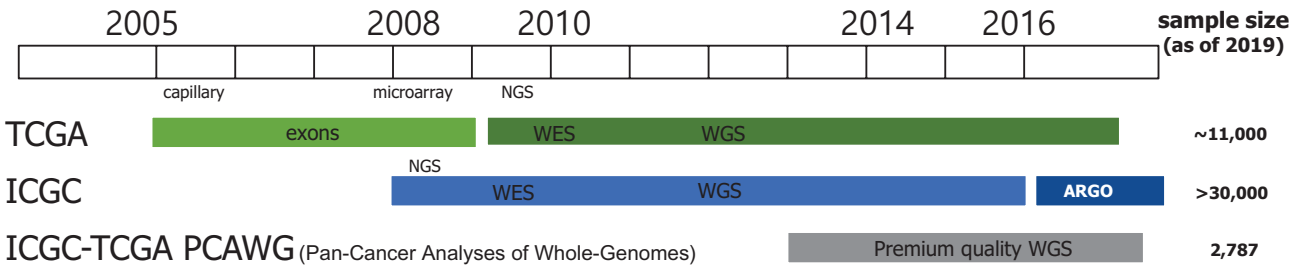 2005 2008 2010 2014 2016 sample size
(as of 2019)
capillary microarray NGS
TCGA exons WES WGS ~11,000
NGS
ICGC WES WGS ARGO >30,000
ICGC-TCGA PCAWG (Pan-Cancer Analyses of Whole-Genomes) Premium quality WGS 2,787